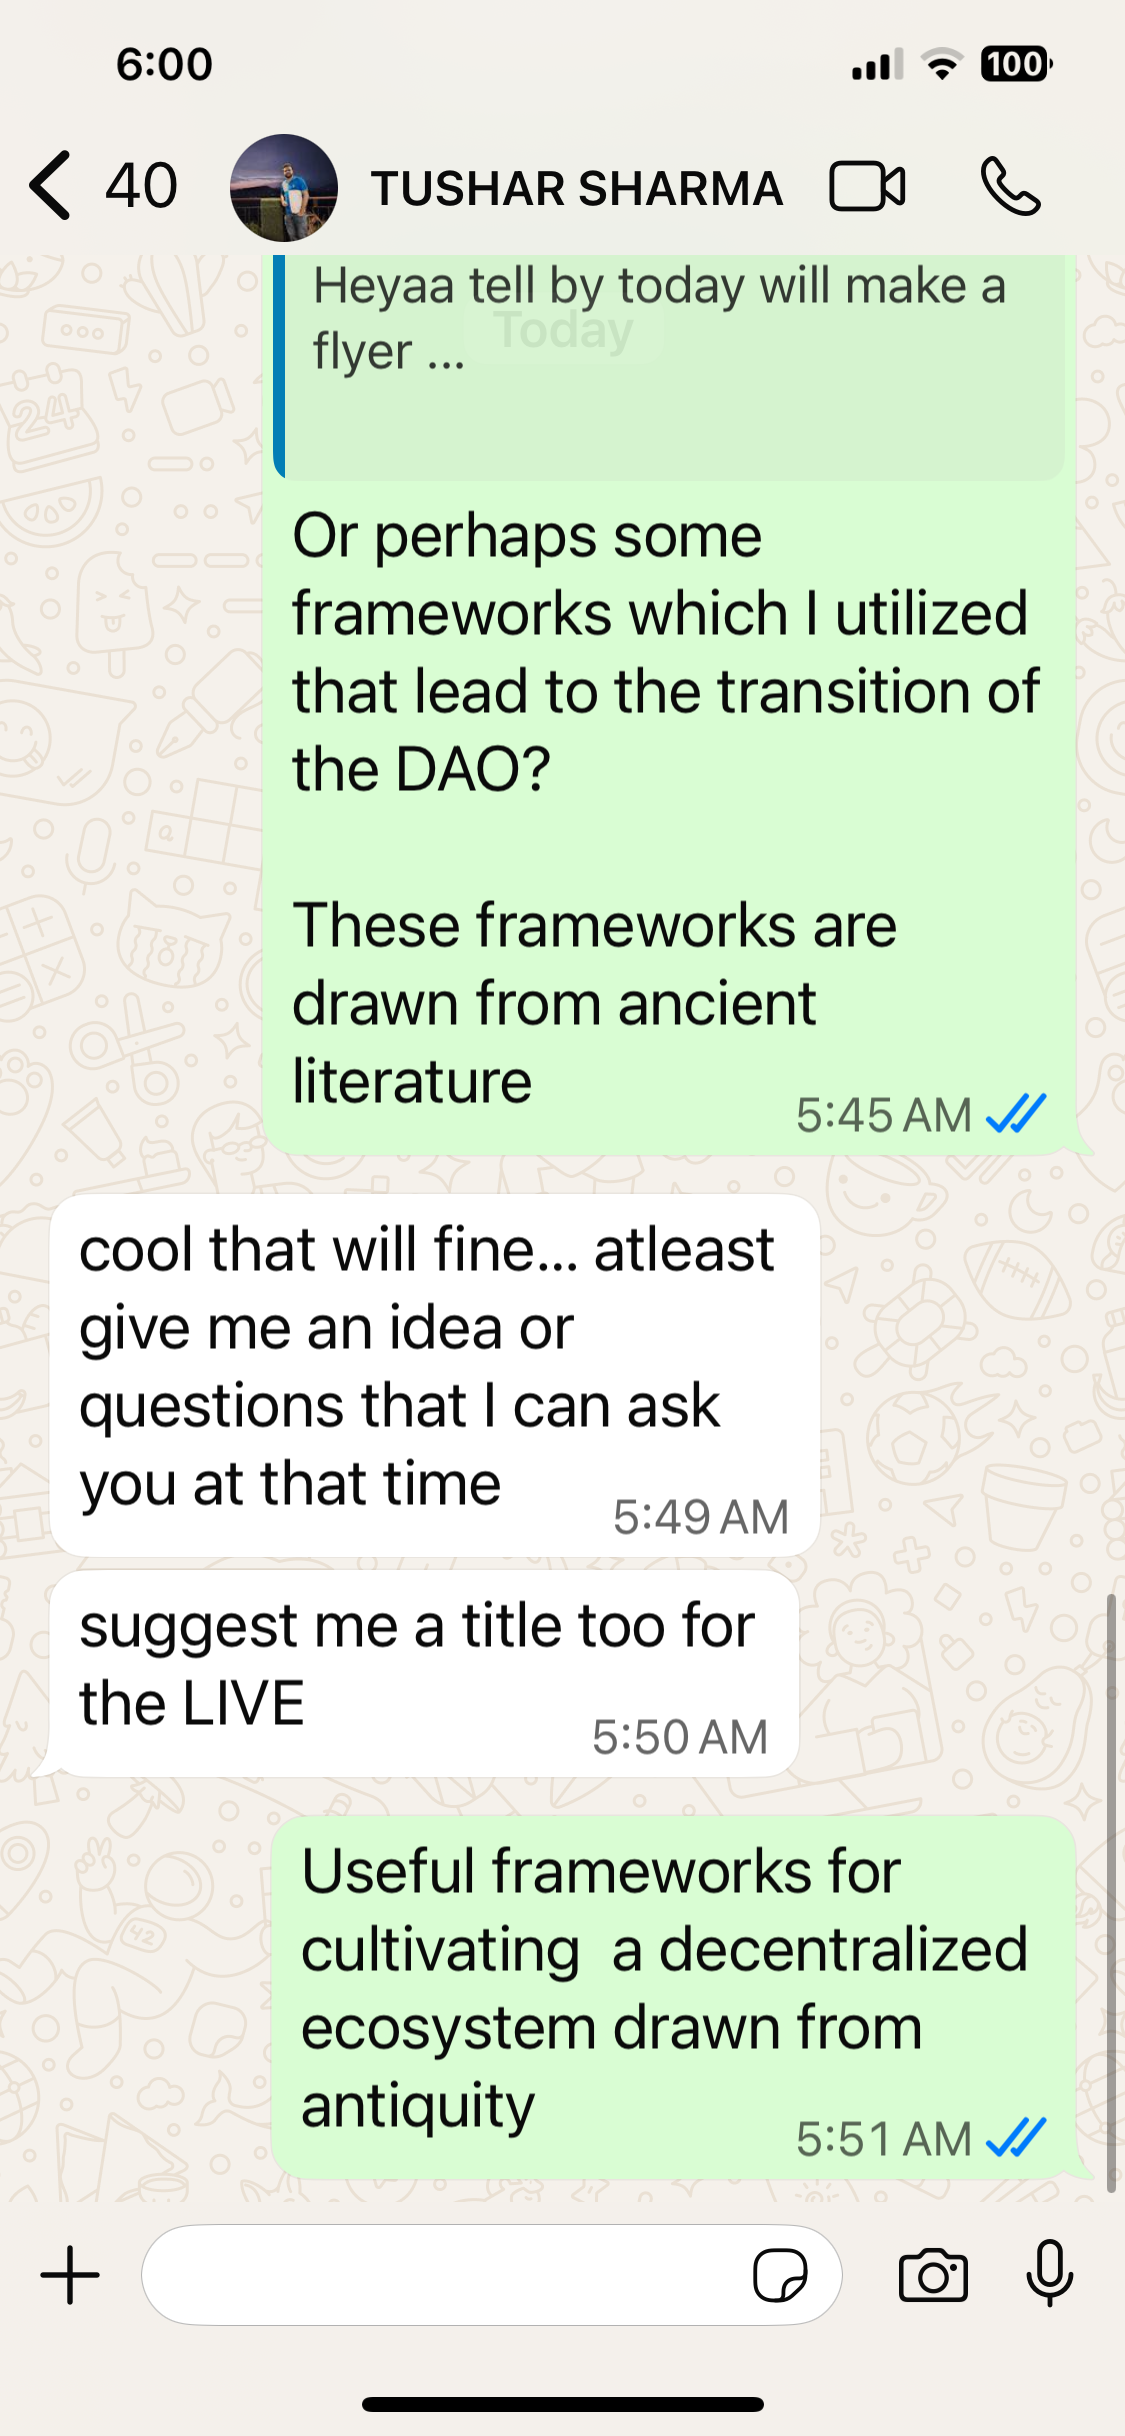 6:00
100
40
TUSHAR SHARMA
Heyaa tell by today will make a
flyer ...
Today
Or perhaps some
frameworks which I utilized
that lead to the transition of
the DAO?
These frameworks are
drawn from ancient
literature
5:45 AM
cool that will fine... atleast
give me an idea or
questions that I can ask
you at that time
5:49 AM
suggest me a title too for
the LIVE
5:50 AM
Useful frameworks for
cultivating  a decentralized
ecosystem drawn from
antiquity
5:51 AM
24
42